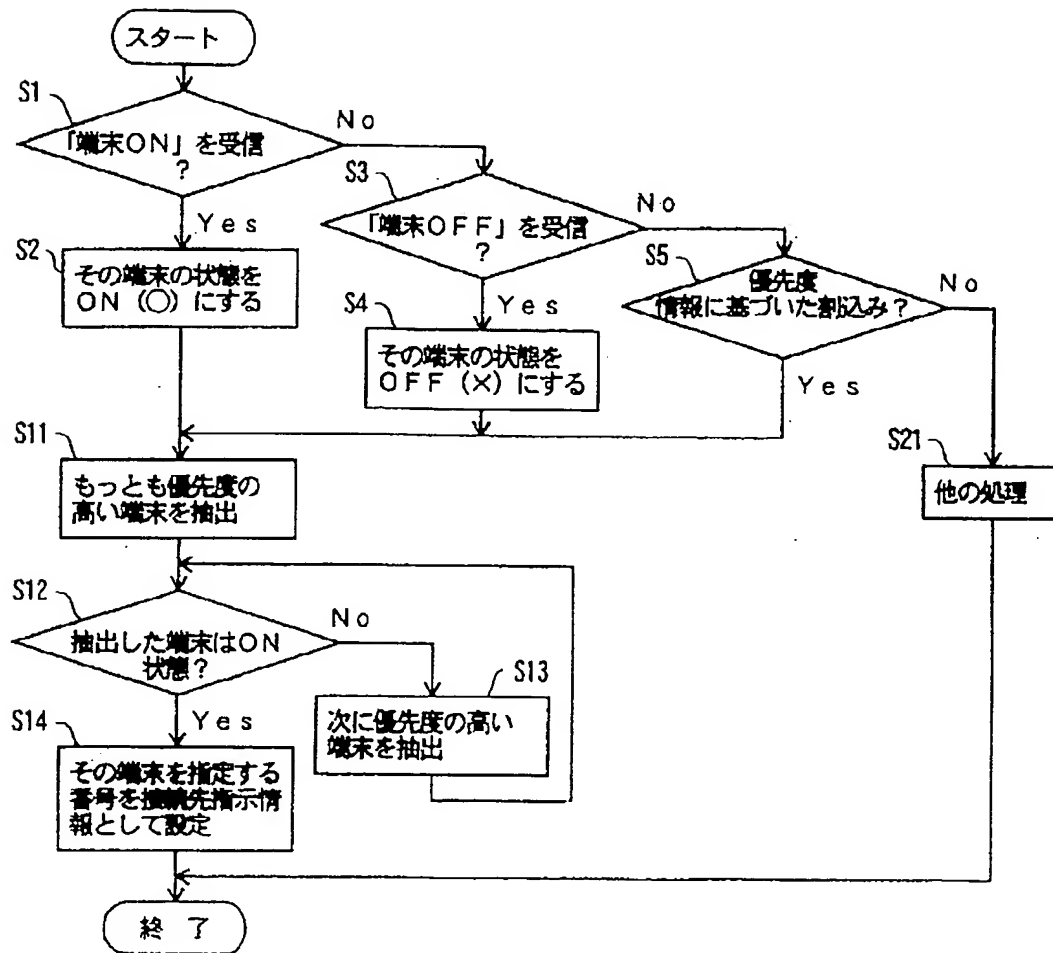 スタート
S1
「端末ON」を受信
?
No
Yes
S3
「端末OFF」を受信
?
No
Yes
S2
その端末の状態を
ON(○)にする
S4
その端末の状態を
OFF(×)にする
S5
優先度
情報に基づいた割込み?
No
Yes
S11
もっとも優先度の
高い端末を抽出
S21
他の処理
S12
抽出した端末はON
状態?
No
Yes
S13
次に優先度の高い
端末を抽出
S14
その端末を指定する
番号を接続先指示情
報として設定
終 了